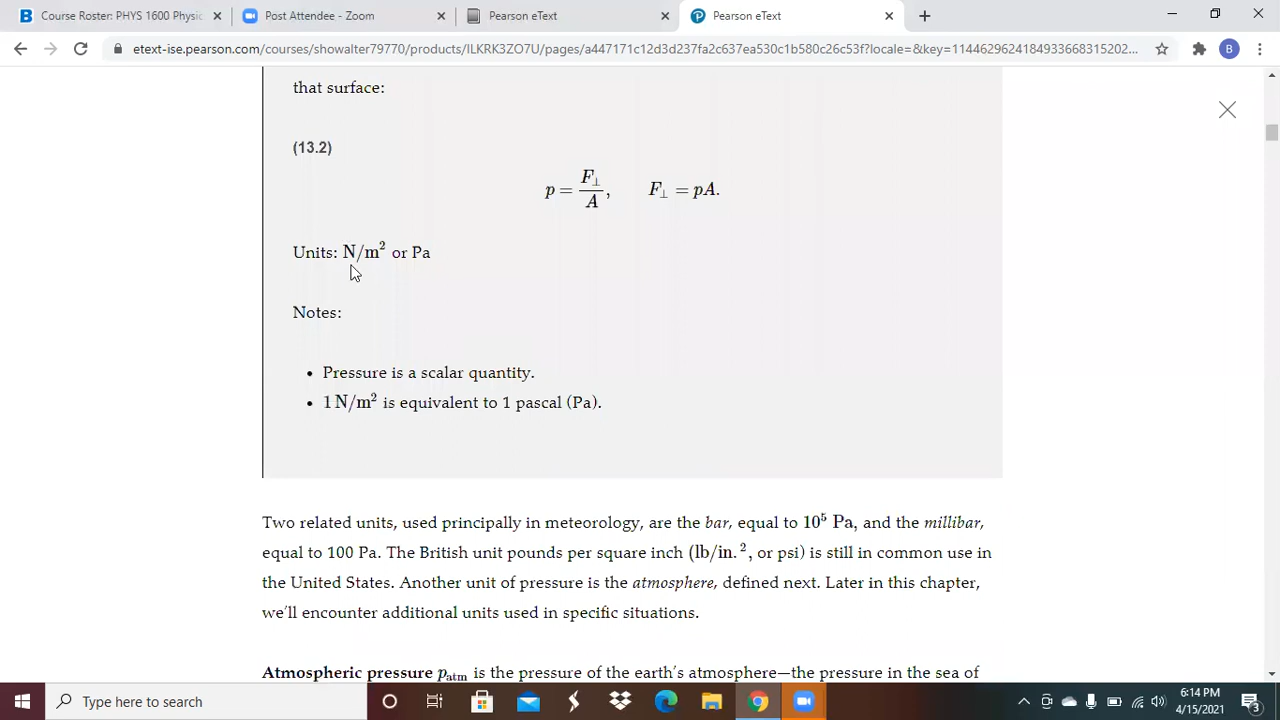 Course Roster: PHYS 1600 Physic
Post Attendee - Zoom
Pearson eText
Pearson eText
etext-ise.pearson.com/courses/showalter79770/products/ILKRK3ZO7U/pages/a447171c12d3d237fa2c637ea530c1b580c26c53f?locale=&key=1144629624184933668315202...
B
that surface:
(13.2)
p = F⊥/A, F⊥ = pA.
Units: N/m² or Pa
Notes:
• Pressure is a scalar quantity.
• 1 N/m² is equivalent to 1 pascal (Pa).
Two related units, used principally in meteorology, are the bar, equal to 10⁵ Pa, and the millibar,
equal to 100 Pa. The British unit pounds per square inch (lb/in.², or psi) is still in common use in
the United States. Another unit of pressure is the atmosphere, defined next. Later in this chapter,
we'll encounter additional units used in specific situations.
Atmospheric pressure patm is the pressure of the earth's atmosphere—the pressure in the sea of
Type here to search
6:14 PM
4/15/2021
3